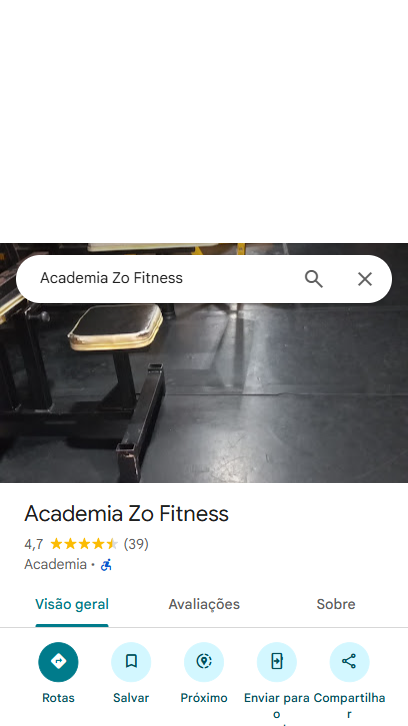 Academia Zo Fitness
Academia Zo Fitness
4,7 (39)
Academia ·
Visão geral Avaliações Sobre
Rotas Salvar Próximo Enviar para Compartilha
o r